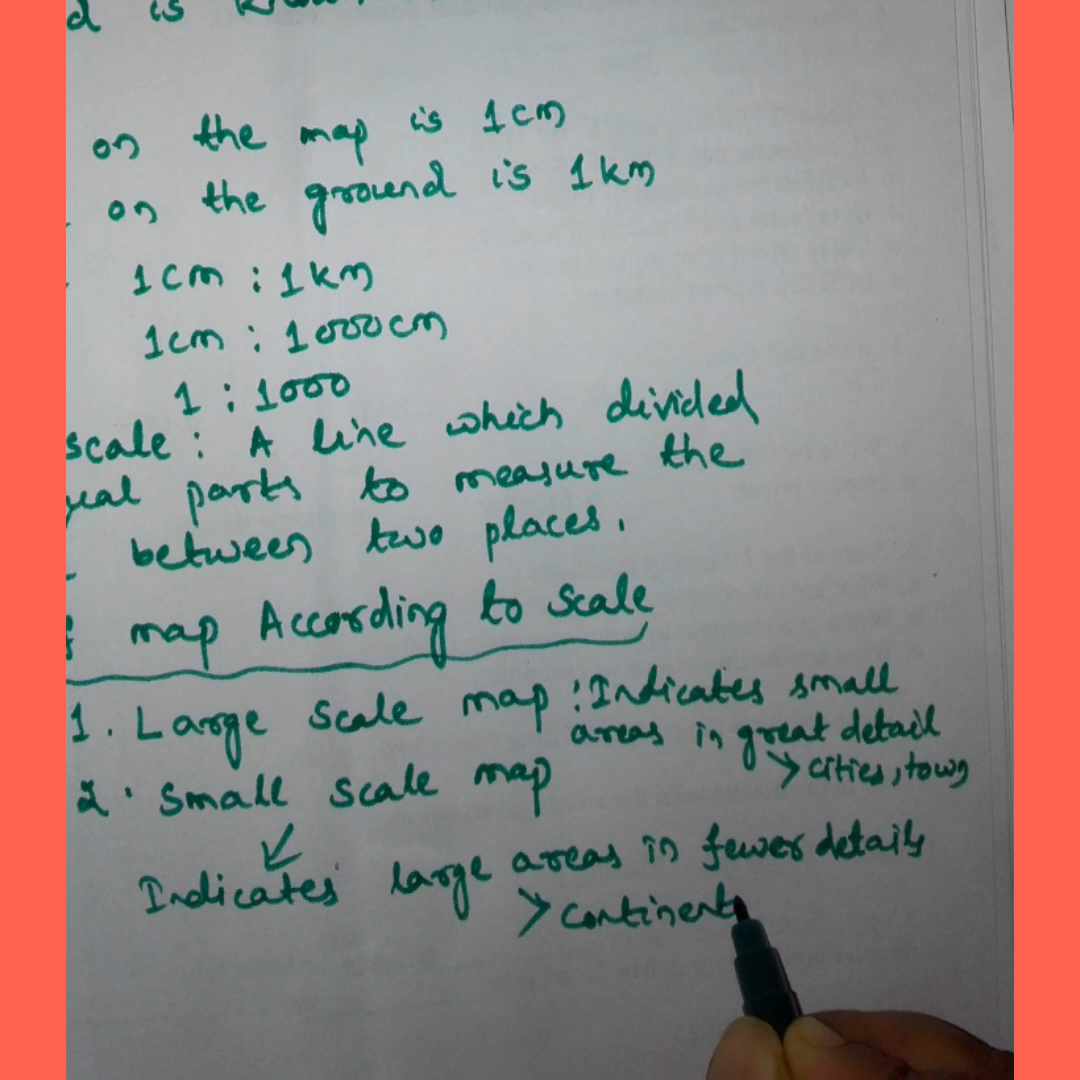 d is
on the map is 1cm
on the ground is 1km
1cm : 1km
1cm : 1000cm
1 : 1000
scale : A line which divided
parts to measure the
between two places.
map According to scale
1. Large scale map : Indicates small
areas in great detail
> cities, town
2. small scale map
Indicates large areas in fewer details
> continent